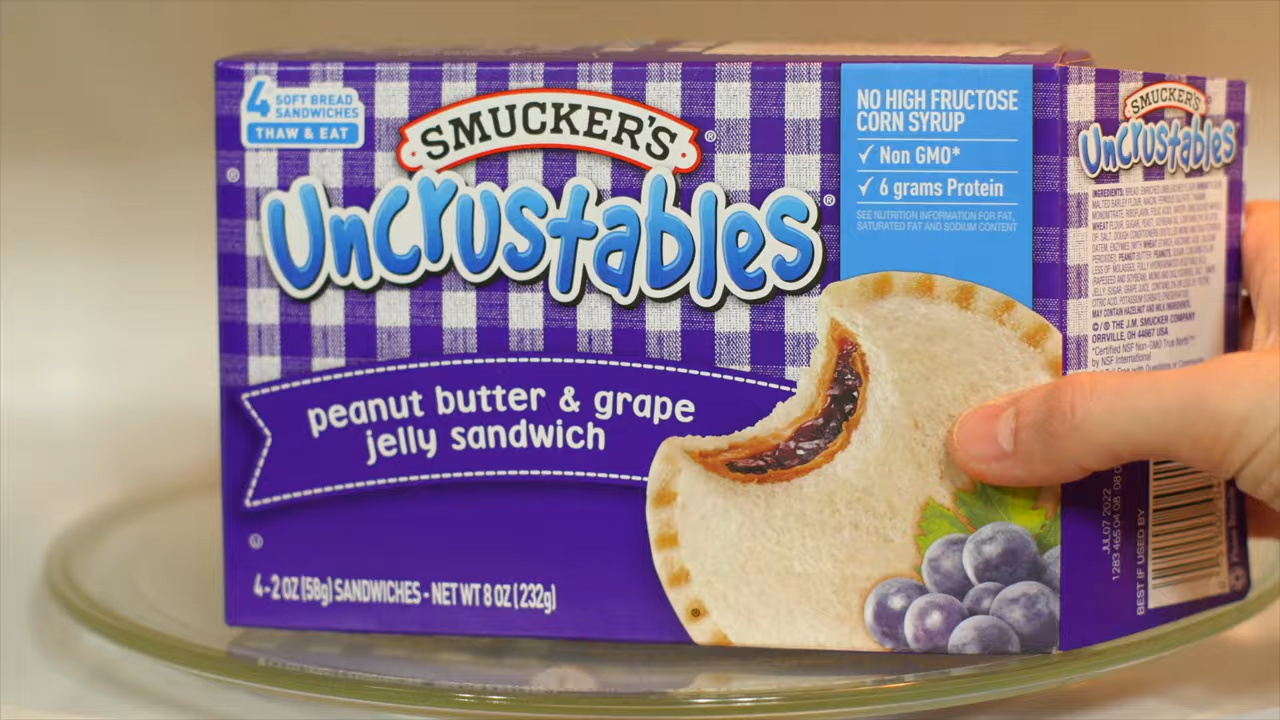 4
SOFT BREAD
SANDWICHES
THAW & EAT
SMUCKER'S®
UNCRUSTABLES®
®
NO HIGH FRUCTOSE
CORN SYRUP
✓ Non GMO*
✓ 6 grams Protein
SEE NUTRITION INFORMATION FOR FAT,
SATURATED FAT AND SODIUM CONTENT
peanut butter & grape
jelly sandwich
4-2 OZ (58g) SANDWICHES - NET WT 8 OZ (232g)
SMUCKER'S
UNCRUSTABLES
INGREDIENTS: BREAD:
MAY CONTAIN HAZELNUT AND MILK INGREDIENTS.
©/® THE J.M. SMUCKER COMPANY
ORRVILLE, OH 44667 USA
*Certified NSF Non-GMO True North™
by NSF International
JUL 07 2022
BEST IF USED BY